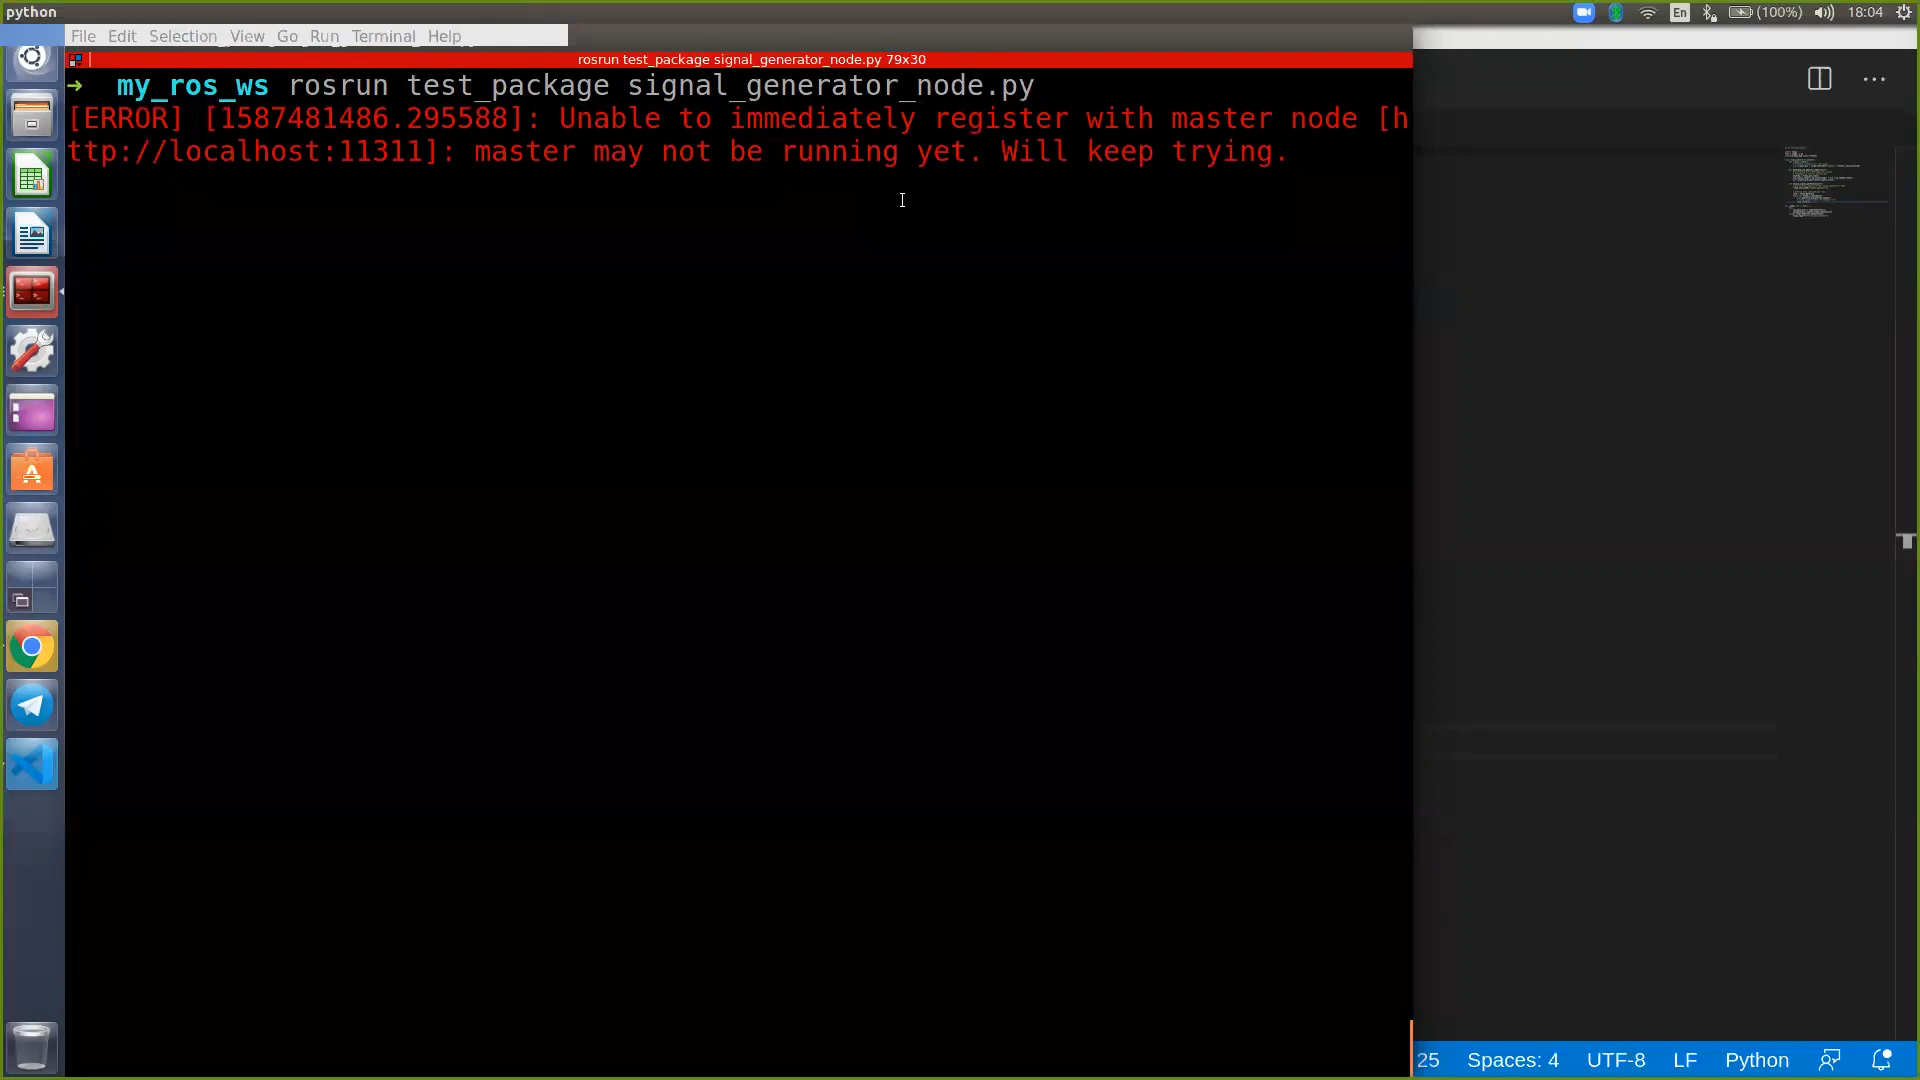 python
En
(100%)
18:04
File Edit Selection View Go Run Terminal Help
rosrun test_package signal_generator_node.py 79x30
➜ my_ros_ws rosrun test_package signal_generator_node.py
[ERROR] [1587481486.295588]: Unable to immediately register with master node [h
ttp://localhost:11311]: master may not be running yet. Will keep trying.
25 Spaces: 4 UTF-8 LF Python